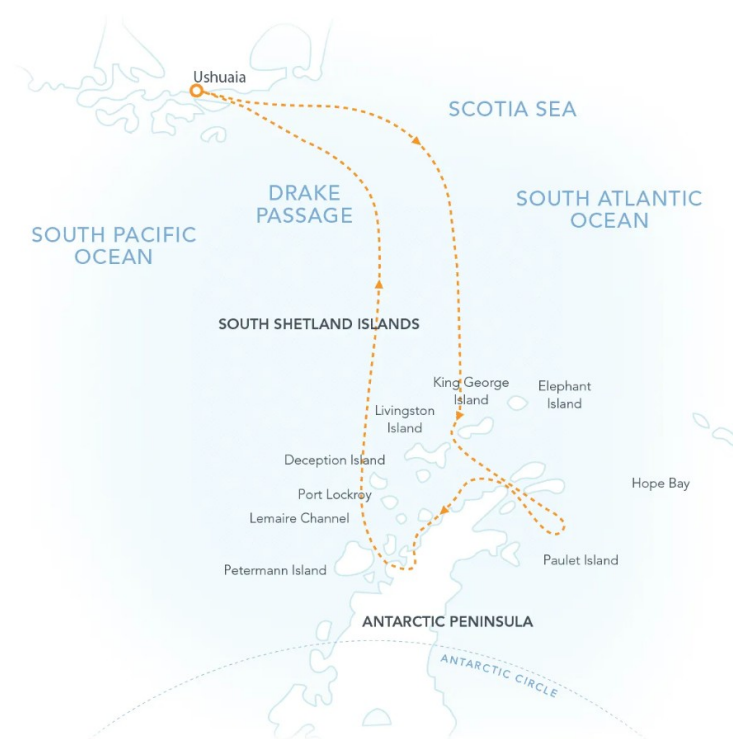 Ushuaia
SCOTIA SEA
DRAKE
PASSAGE
SOUTH ATLANTIC
OCEAN
SOUTH PACIFIC
OCEAN
SOUTH SHETLAND ISLANDS
King George
Island
Elephant
Island
Livingston
Island
Deception Island
Hope Bay
Port Lockroy
Lemaire Channel
Paulet Island
Petermann Island
ANTARCTIC PENINSULA
ANTARCTIC CIRCLE